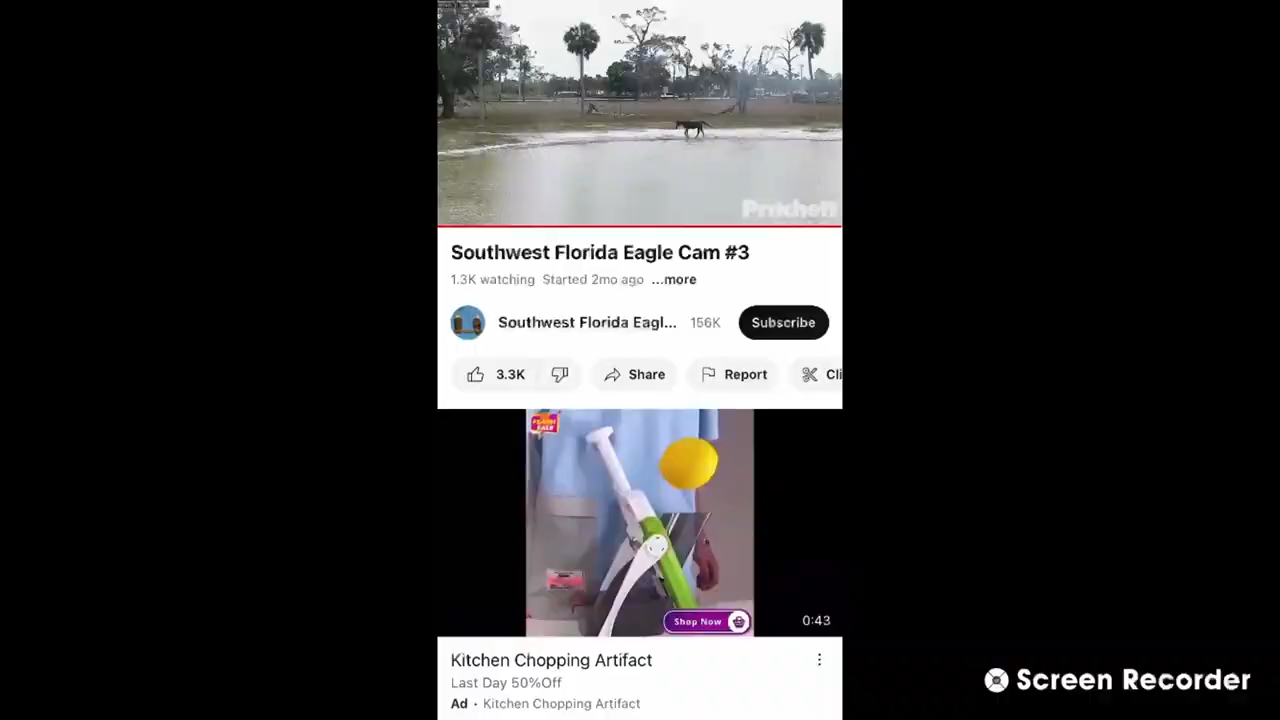 Pritchett
Southwest Florida Eagle Cam #3
1.3K watching Started 2mo ago ...more
Southwest Florida Eagl... 156K Subscribe
3.3K Share Report Cli
Shop Now
0:43
Kitchen Chopping Artifact
Last Day 50%Off
Ad · Kitchen Chopping Artifact
Screen Recorder